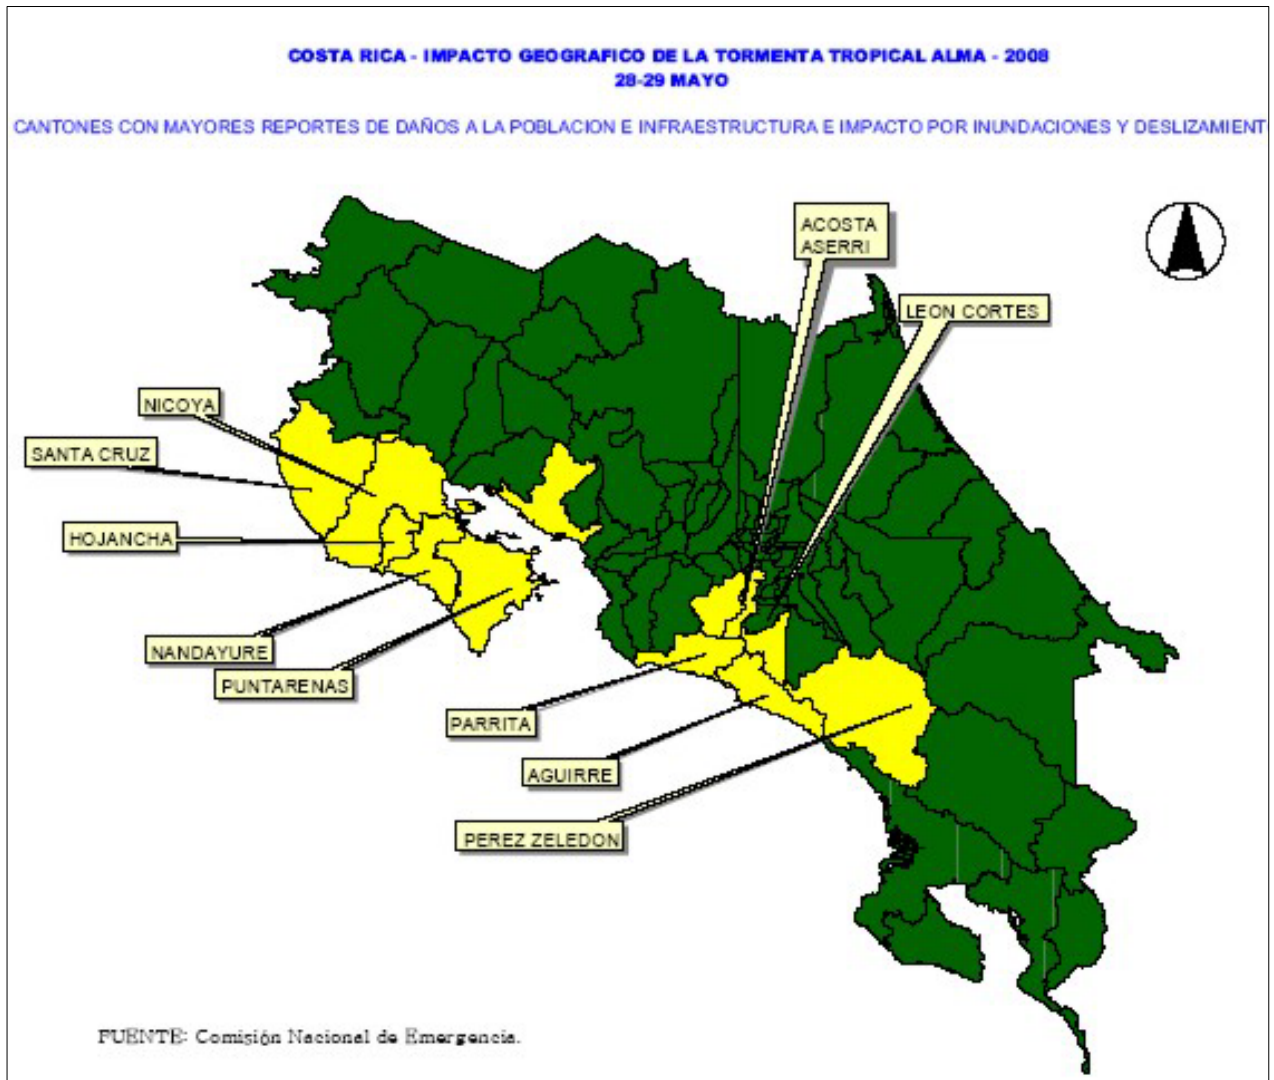 COSTA RICA - IMPACTO GEOGRAFICO DE LA TORMENTA TROPICAL ALMA - 2008
28-29 MAYO
CANTONES CON MAYORES REPORTES DE DAÑOS A LA POBLACION E INFRAESTRUCTURA E IMPACTO POR INUNDACIONES Y DESLIZAMIENT
ACOSTA
ASERRI
LEON CORTES
NICOYA
SANTA CRUZ
HOJANCHA
NANDAYURE
PUNTARENAS
PARRITA
AGUIRRE
PEREZ ZELEDON
FUENTE: Comisión Nacional de Emergencia.